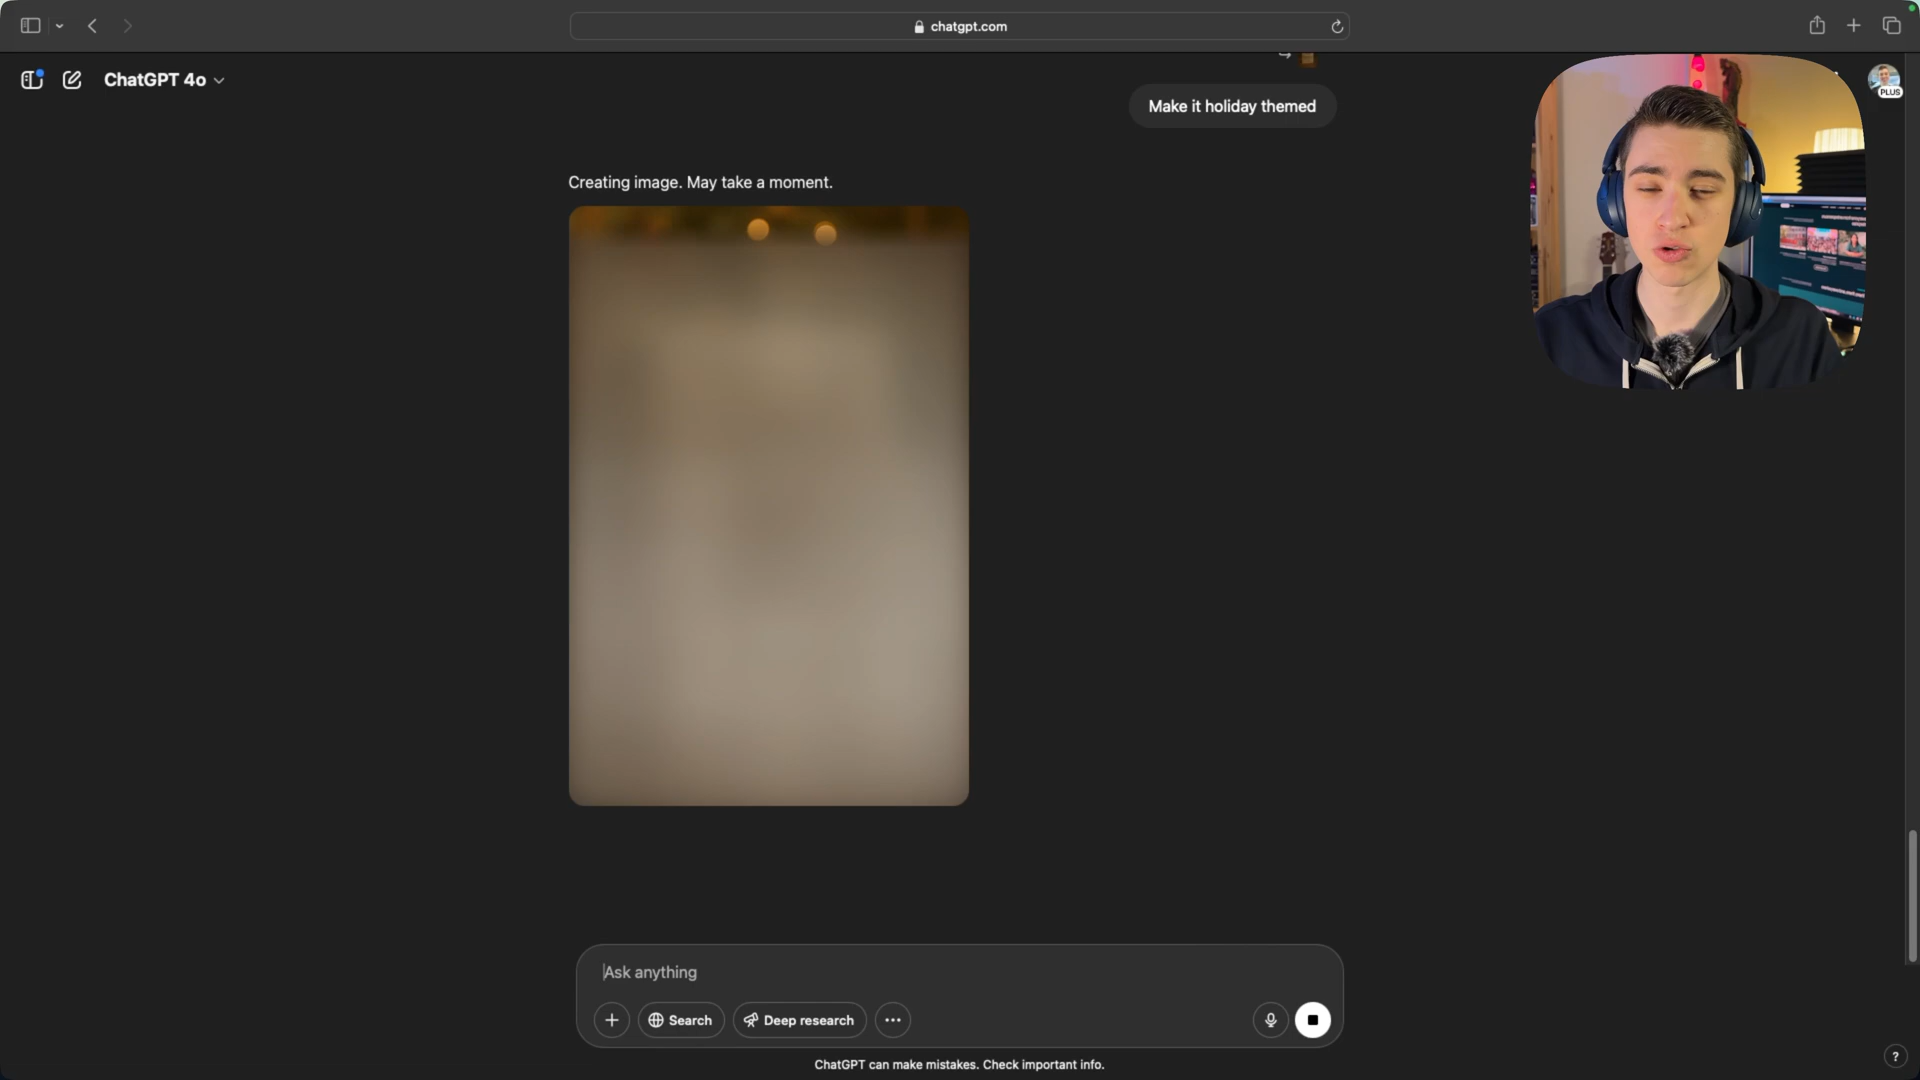 chatgpt.com
ChatGPT 4o
PLUS
Make it holiday themed
Creating image. May take a moment.
Ask anything
Search
Deep research
ChatGPT can make mistakes. Check important info.
?